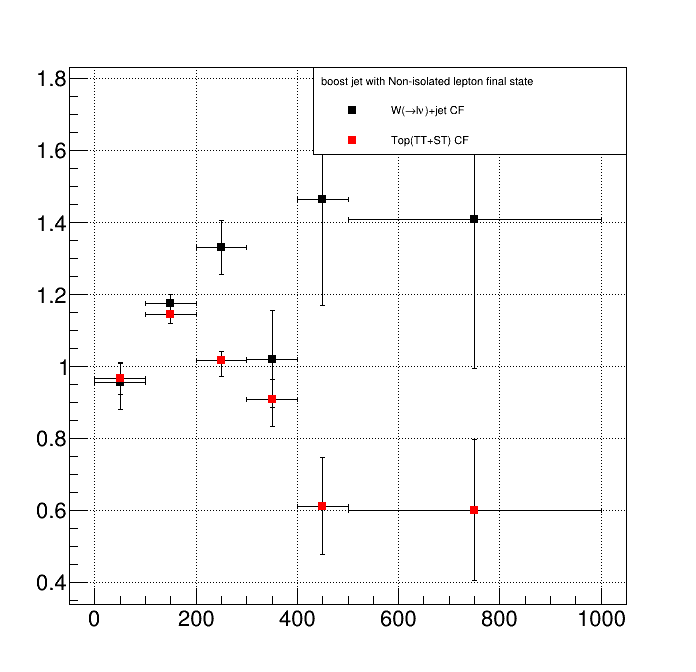 1.8
boost jet with Non-isolated lepton final state
W(→lν)+jet CF
1.6
Top(TT+ST) CF
1.4
1.2
1
0.8
0.6
0.4
0 200 400 600 800 1000